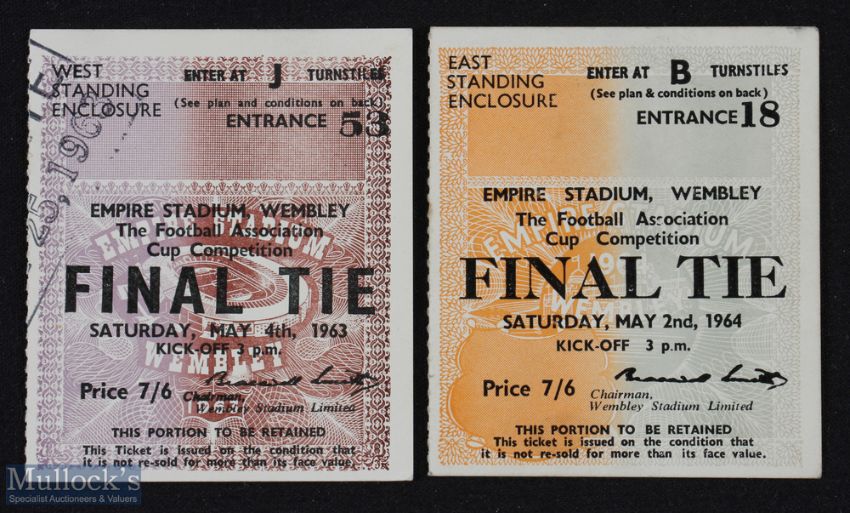 WEST
STANDING
ENCLOSURE
ENTER AT J TURNSTILES
(See plan and conditions on back)
ENTRANCE 53
25, 196
EMPIRE STADIUM, WEMBLEY
The Football Association
Cup Competition
FINAL TIE
SATURDAY, MAY 4th, 1963
KICK-OFF 3 p.m.
Price 7/6
Chairman,
Wembley Stadium Limited
THIS PORTION TO BE RETAINED
This Ticket is issued on the condition that
it is not re-sold for more than its face value.
EAST
STANDING
ENCLOSURE
ENTER AT B TURNSTILES
(See plan & conditions on back)
ENTRANCE 18
EMPIRE STADIUM, WEMBLEY
The Football Association
Cup Competition
FINAL TIE
SATURDAY, MAY 2nd, 1964
KICK-OFF 3 p.m.
Price 7/6
Chairman,
Wembley Stadium Limited
THIS PORTION TO BE RETAINED
This Ticket is issued on the condition that
it is not re-sold for more than its face value.
Mullock's
Specialist Auctioneers & Valuers